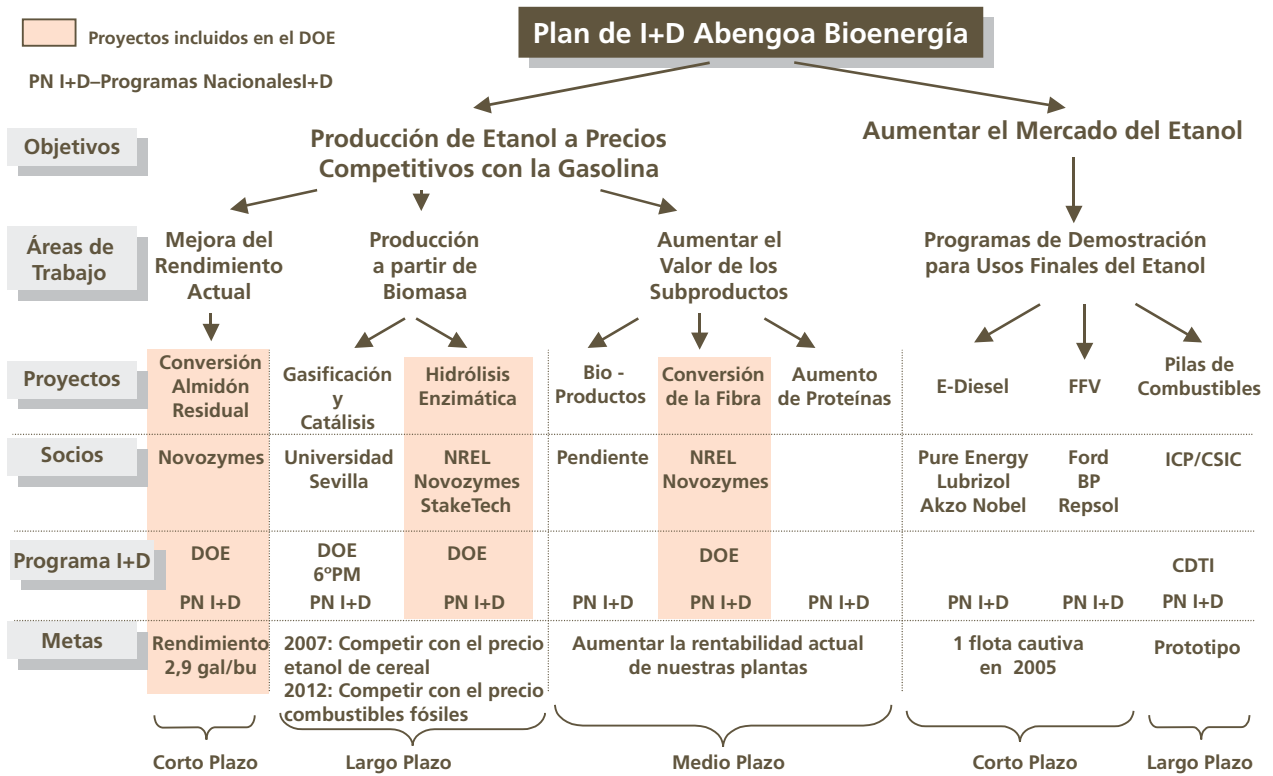 Plan de I+D Abengoa Bioenergía
Proyectos incluidos en el DOE
PN I+D–Programas NacionalesI+D
Objetivos
Producción de Etanol a Precios
Competitivos con la Gasolina
Aumentar el Mercado del Etanol
Áreas de
Trabajo
Mejora del
Rendimiento
Actual
Producción
a partir de
Biomasa
Aumentar el
Valor de los
Subproductos
Programas de Demostración
para Usos Finales del Etanol
Proyectos
Conversión
Almidón
Residual
Gasificación
y
Catálisis
Hidrólisis
Enzimática
Bio -
Productos
Conversión
de la Fibra
Aumento
de Proteínas
E-Diesel
FFV
Pilas de
Combustibles
Socios
Novozymes
Universidad
Sevilla
NREL
Novozymes
StakeTech
Pendiente
NREL
Novozymes
Pure Energy
Lubrizol
Akzo Nobel
Ford
BP
Repsol
ICP/CSIC
Programa I+D
DOE
PN I+D
DOE
6ºPM
PN I+D
DOE
PN I+D
PN I+D
DOE
PN I+D
PN I+D
PN I+D
PN I+D
CDTI
PN I+D
Metas
Rendimiento
2,9 gal/bu
2007: Competir con el precio
etanol de cereal
2012: Competir con el precio
combustibles fósiles
Aumentar la rentabilidad actual
de nuestras plantas
1 flota cautiva
en 2005
Prototipo
Corto Plazo
Largo Plazo
Medio Plazo
Corto Plazo
Largo Plazo